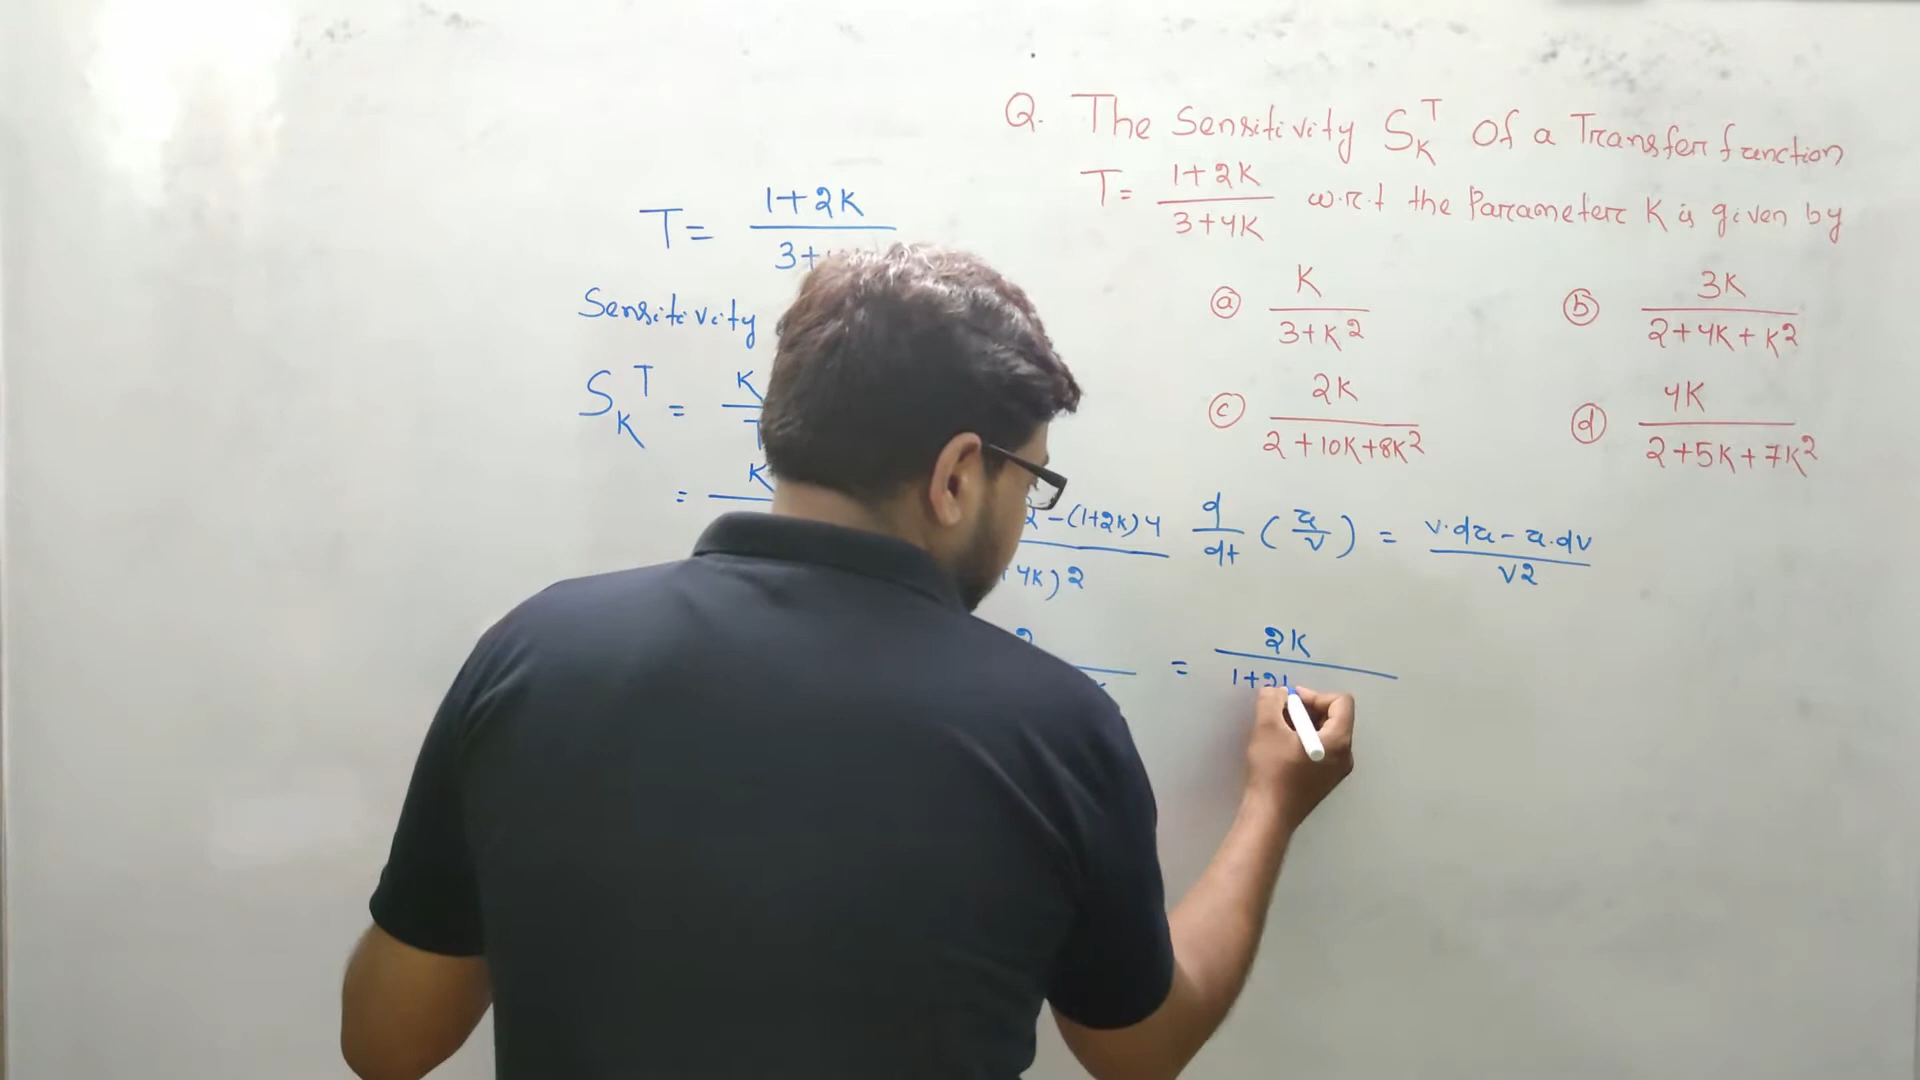 Q. The Sensitivity S_K^T of a Transfer function
T = (1+2K)/(3+4K) w.r.t the Parameter K is given by
ⓐ K/(3+K²) ⓑ 3K/(2+4K+K²)
ⓒ 2K/(2+10K+8K²) ⓓ 4K/(2+5K+7K²)
T = 1+2K
3+
Sensitivity
S_K^T = K
= K
2-(1+2K)4
4K)2
d/dt (u/v) = (v.du - u.dv)/v2
2
= 2K
1+2